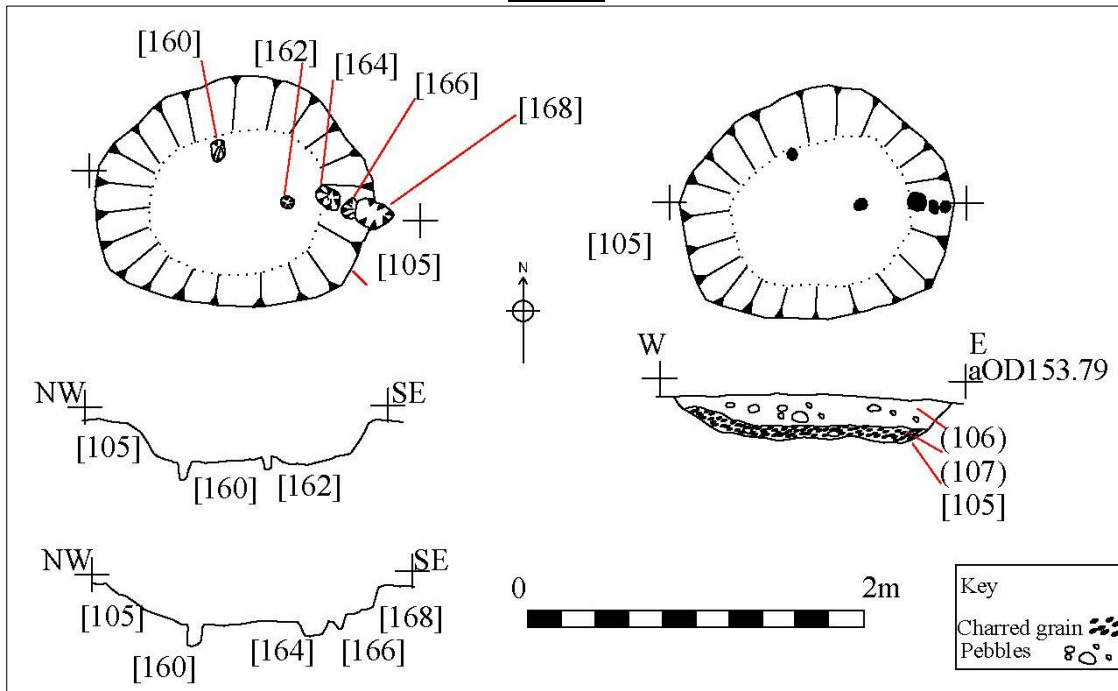 [160]
[162]
[164]
[166]
[168]
[105]
N
[105]
W
E
aOD153.79
(106)
(107)
[105]
NW
SE
[105]
[160]
[162]
NW
SE
[105]
[160]
[164]
[166]
[168]
0
2m
Key
Charred grain
Pebbles